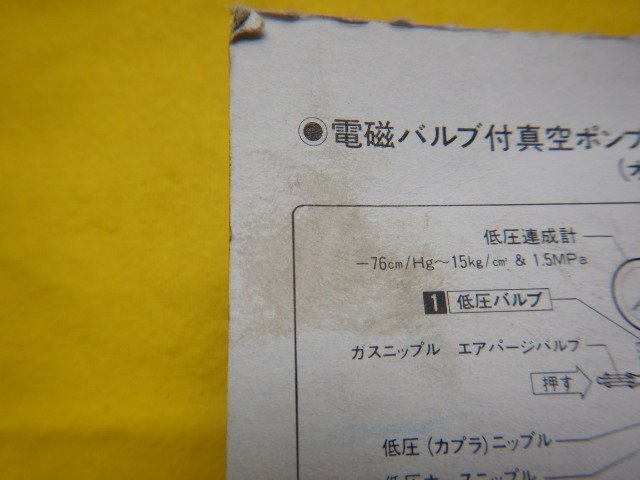 ◉電磁バルブ付真空ポンプ
低圧連成計
−76cm/Hg〜15kg/c㎡ & 1.5MPa
1 低圧バルブ
ガスニップル エアパージバルブ
押す
低圧 (カプラ) ニップル